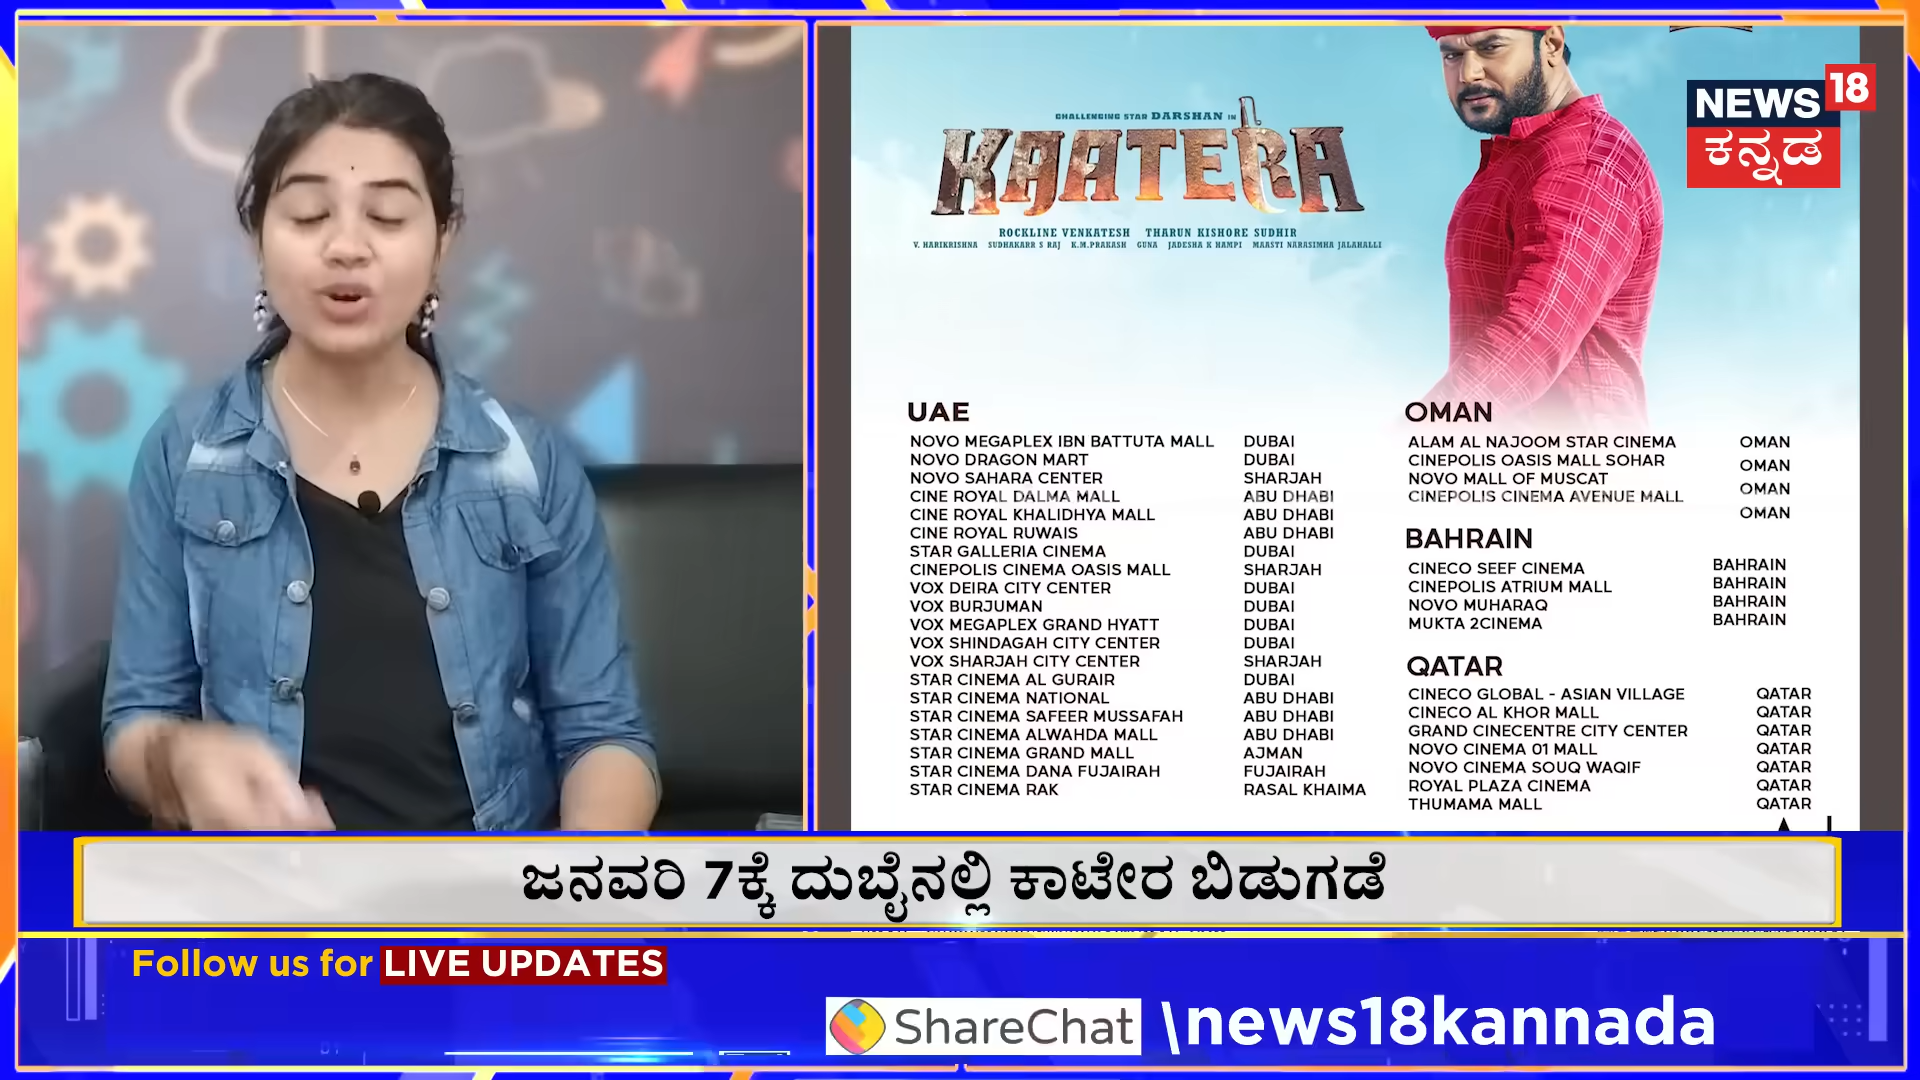 CHALLENGING STAR DARSHAN IN
KAATERA
ROCKLINE VENKATESH THARUN KISHORE SUDHIR
V. HARIKRISHNA SUDHAKARR S RAJ K.M.PRAKASH GUNA JADESHA K HAMPI MAASTI NARASIMHA JALAHALLI
NEWS 18
ಕನ್ನಡ
UAE
NOVO MEGAPLEX IBN BATTUTA MALL DUBAI
NOVO DRAGON MART DUBAI
NOVO SAHARA CENTER SHARJAH
CINE ROYAL DALMA MALL ABU DHABI
CINE ROYAL KHALIDHYA MALL ABU DHABI
CINE ROYAL RUWAIS ABU DHABI
STAR GALLERIA CINEMA DUBAI
CINEPOLIS CINEMA OASIS MALL SHARJAH
VOX DEIRA CITY CENTER DUBAI
VOX BURJUMAN DUBAI
VOX MEGAPLEX GRAND HYATT DUBAI
VOX SHINDAGAH CITY CENTER DUBAI
VOX SHARJAH CITY CENTER SHARJAH
STAR CINEMA AL GURAIR DUBAI
STAR CINEMA NATIONAL ABU DHABI
STAR CINEMA SAFEER MUSSAFAH ABU DHABI
STAR CINEMA ALWAHDA MALL ABU DHABI
STAR CINEMA GRAND MALL AJMAN
STAR CINEMA DANA FUJAIRAH FUJAIRAH
STAR CINEMA RAK RASAL KHAIMA
OMAN
ALAM AL NAJOOM STAR CINEMA OMAN
CINEPOLIS OASIS MALL SOHAR OMAN
NOVO MALL OF MUSCAT OMAN
CINEPOLIS CINEMA AVENUE MALL OMAN
BAHRAIN
CINECO SEEF CINEMA BAHRAIN
CINEPOLIS ATRIUM MALL BAHRAIN
NOVO MUHARAQ BAHRAIN
MUKTA 2CINEMA BAHRAIN
QATAR
CINECO GLOBAL - ASIAN VILLAGE QATAR
CINECO AL KHOR MALL QATAR
GRAND CINECENTRE CITY CENTER QATAR
NOVO CINEMA 01 MALL QATAR
NOVO CINEMA SOUQ WAQIF QATAR
ROYAL PLAZA CINEMA QATAR
THUMAMA MALL QATAR
ಜನವರಿ 7ಕ್ಕೆ ದುಬೈನಲ್ಲಿ ಕಾಟೇರ ಬಿಡುಗಡೆ
Follow us for LIVE UPDATES
ShareChat \news18kannada